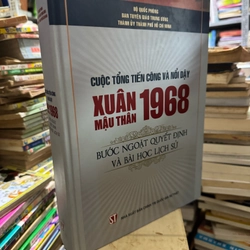 BỘ QUỐC PHÒNG
BAN TUYÊN GIÁO TRUNG ƯƠNG
THÀNH ỦY THÀNH PHỐ HỒ CHÍ MINH
CUỘC TỔNG TIẾN CÔNG VÀ NỔI DẬY
XUÂN 1968
MẬU THÂN
BƯỚC NGOẶT QUYẾT ĐỊNH
VÀ BÀI HỌC LỊCH SỬ